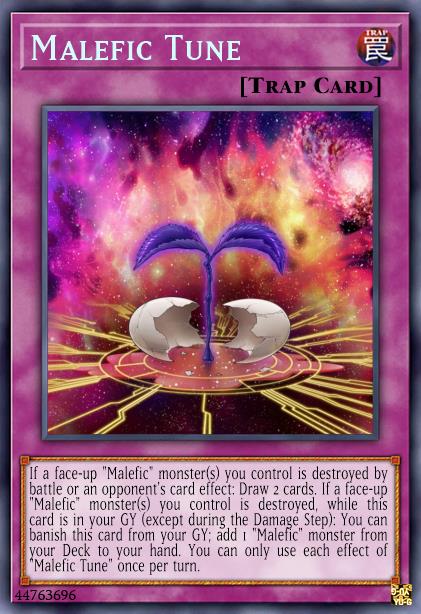 Malefic Tune
TRAP
罠
[Trap Card]
If a face-up "Malefic" monster(s) you control is destroyed by
battle or an opponent's card effect: Draw 2 cards. If a face-up
"Malefic" monster(s) you control is destroyed, while this
card is in your GY (except during the Damage Step): You can
banish this card from your GY; add 1 "Malefic" monster from
your Deck to your hand. You can only use each effect of
"Malefic Tune" once per turn.
44763696